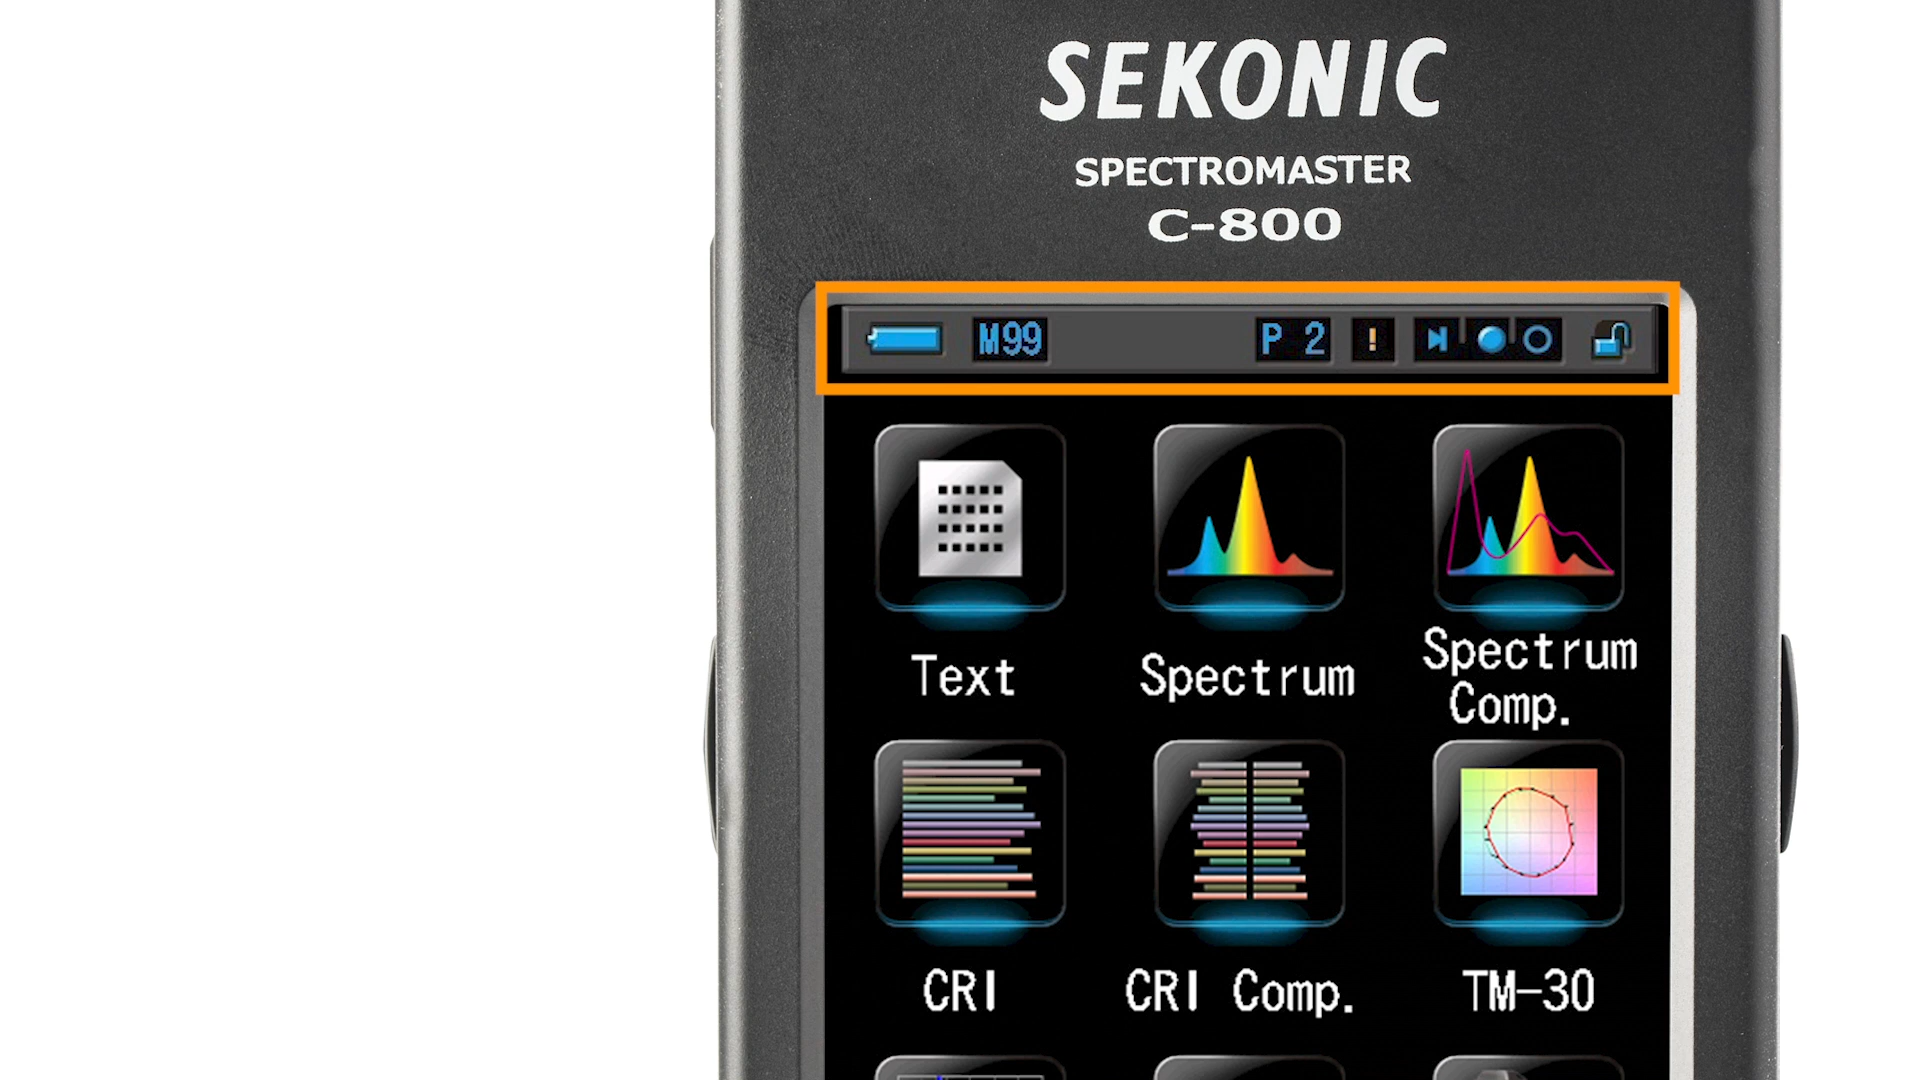 SEKONIC
SPECTROMASTER
C-800
M99 P 2 !
Text Spectrum Spectrum
Comp.
CRI CRI Comp. TM-30